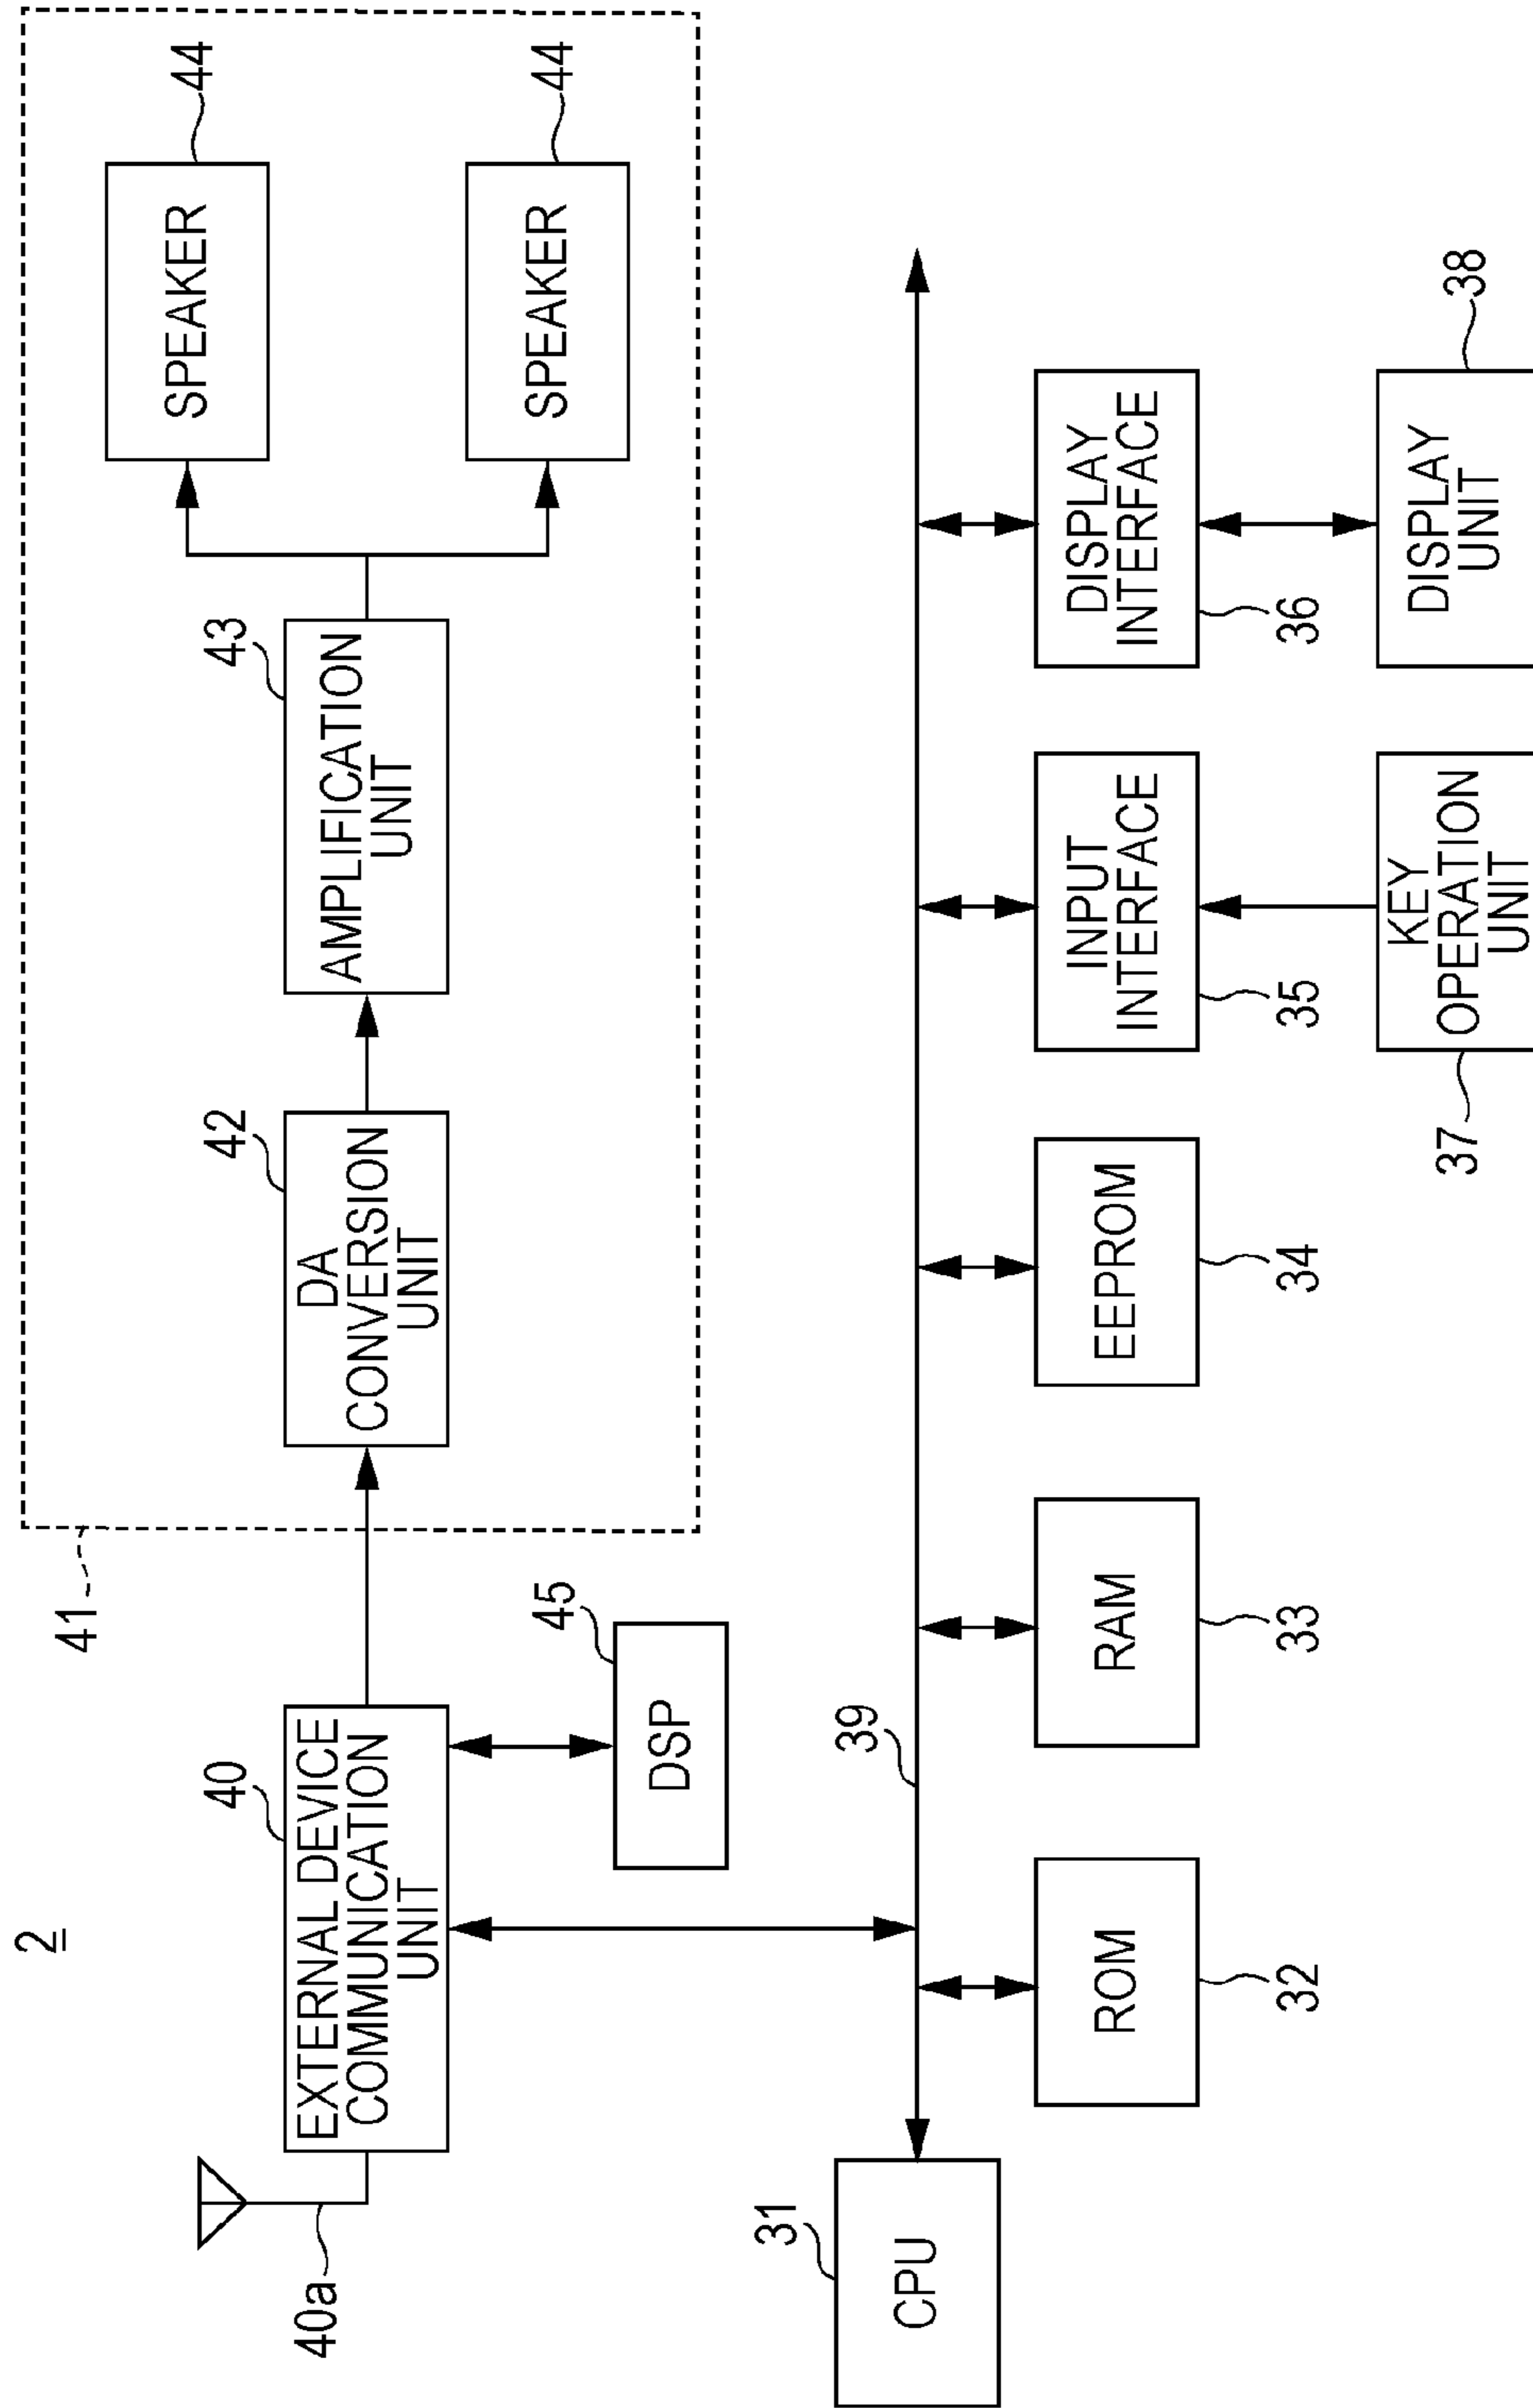 2
40a
40
EXTERNAL DEVICE
COMMUNICATION
UNIT
45
DSP
41
42
DA
CONVERSION
UNIT
43
AMPLIFICATION
UNIT
44
SPEAKER
44
SPEAKER
31
CPU
39
ROM
32
RAM
33
EEPROM
34
INPUT
INTERFACE
35
DISPLAY
INTERFACE
36
37
KEY
OPERATION
UNIT
38
DISPLAY
UNIT